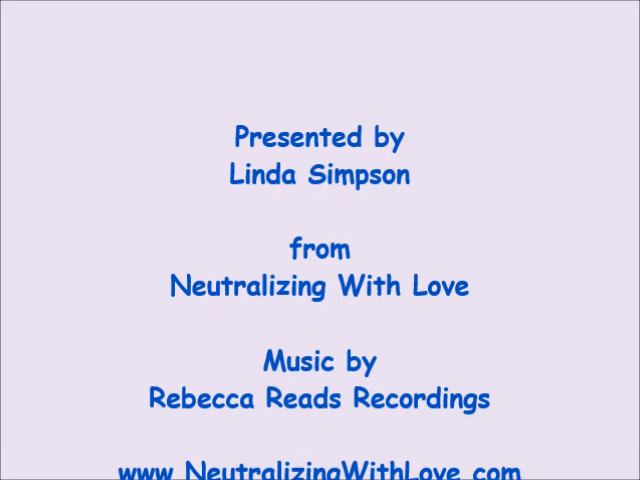 Presented by
Linda Simpson
from
Neutralizing With Love
Music by
Rebecca Reads Recordings
www.NeutralizingWithLove.com